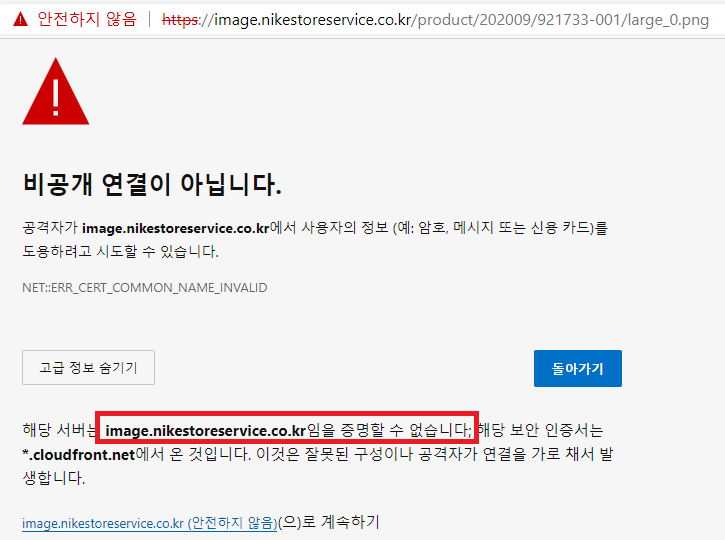 안전하지 않음 | https://image.nikestoreservice.co.kr/product/202009/921733-001/large_0.png
비공개 연결이 아닙니다.
공격자가 image.nikestoreservice.co.kr에서 사용자의 정보 (예: 암호, 메시지 또는 신용 카드)를
도용하려고 시도할 수 있습니다.
NET::ERR_CERT_COMMON_NAME_INVALID
고급 정보 숨기기
돌아가기
해당 서버는 image.nikestoreservice.co.kr임을 증명할 수 없습니다; 해당 보안 인증서는
*.cloudfront.net에서 온 것입니다. 이것은 잘못된 구성이나 공격자가 연결을 가로 채서 발
생합니다.
image.nikestoreservice.co.kr (안전하지 않음)(으)로 계속하기